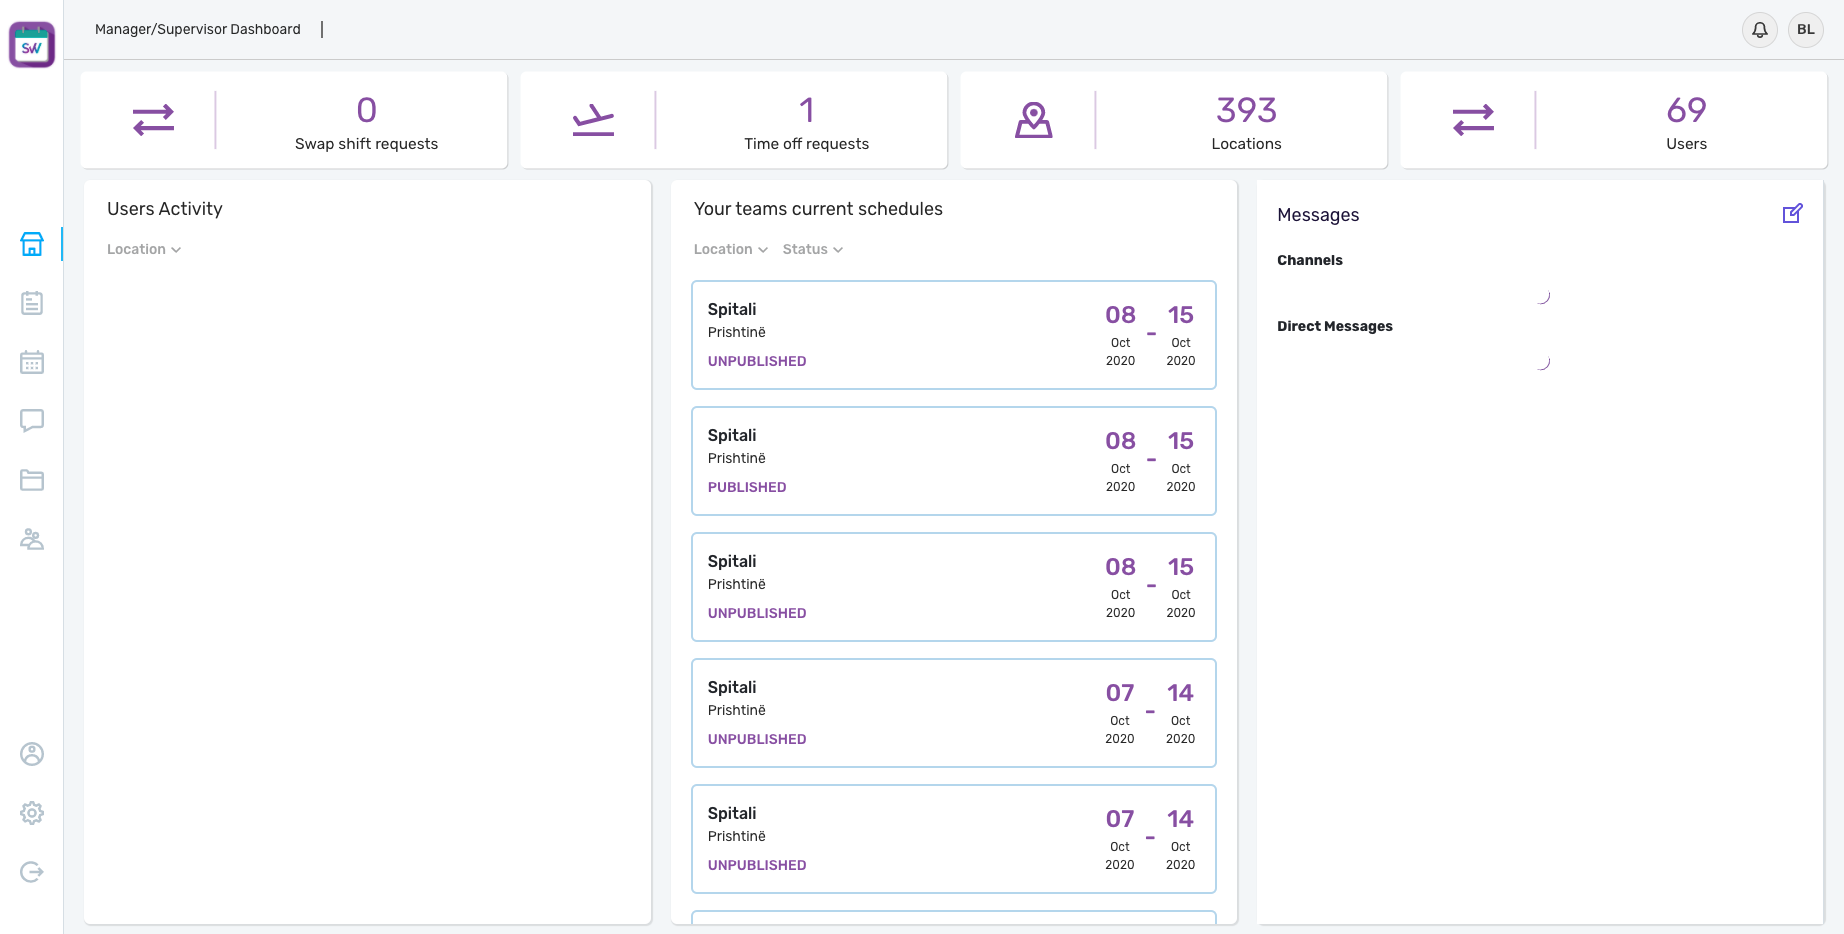 SW
Manager/Supervisor Dashboard
BL
0
Swap shift requests
1
Time off requests
393
Locations
69
Users
Users Activity
Location
Your teams current schedules
Location Status
Spitali
Prishtinë
UNPUBLISHED
08 - 15
Oct Oct
2020 2020
Spitali
Prishtinë
PUBLISHED
08 - 15
Oct Oct
2020 2020
Spitali
Prishtinë
UNPUBLISHED
08 - 15
Oct Oct
2020 2020
Spitali
Prishtinë
UNPUBLISHED
07 - 14
Oct Oct
2020 2020
Spitali
Prishtinë
UNPUBLISHED
07 - 14
Oct Oct
2020 2020
Messages
Channels
Direct Messages